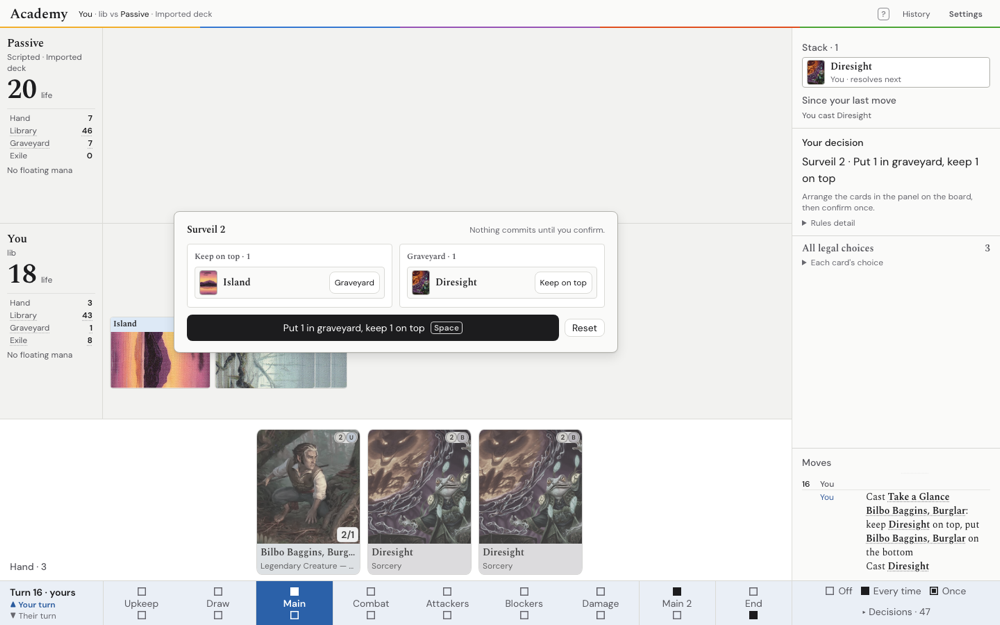 Academy
You · lib vs Passive · Imported deck
?
History
Settings
Passive
Scripted · Imported
deck
20 life
Hand 7
Library 46
Graveyard 7
Exile 0
No floating mana
You
lib
18 life
Hand 3
Library 43
Graveyard 1
Exile 8
No floating mana
Island
Surveil 2
Nothing commits until you confirm.
Keep on top · 1
Island
Graveyard
Graveyard · 1
Diresight
Keep on top
Put 1 in graveyard, keep 1 on top Space
Reset
Hand · 3
2 U
2/1
Bilbo Baggins, Burg…
Legendary Creature — …
2 B
Diresight
Sorcery
2 B
Diresight
Sorcery
Stack · 1
Diresight
You · resolves next
Since your last move
You cast Diresight
Your decision
Surveil 2 · Put 1 in graveyard, keep 1
on top
Arrange the cards in the panel on the board,
then confirm once.
▸ Rules detail
All legal choices 3
▸ Each card's choice
Moves
16 You
You Cast Take a Glance
Bilbo Baggins, Burglar:
keep Diresight on top, put
Bilbo Baggins, Burglar on
the bottom
Cast Diresight
Turn 16 · yours
▲ Your turn
▼ Their turn
Upkeep
Draw
Main
Combat
Attackers
Blockers
Damage
Main 2
End
Off
Every time
Once
▸ Decisions · 47